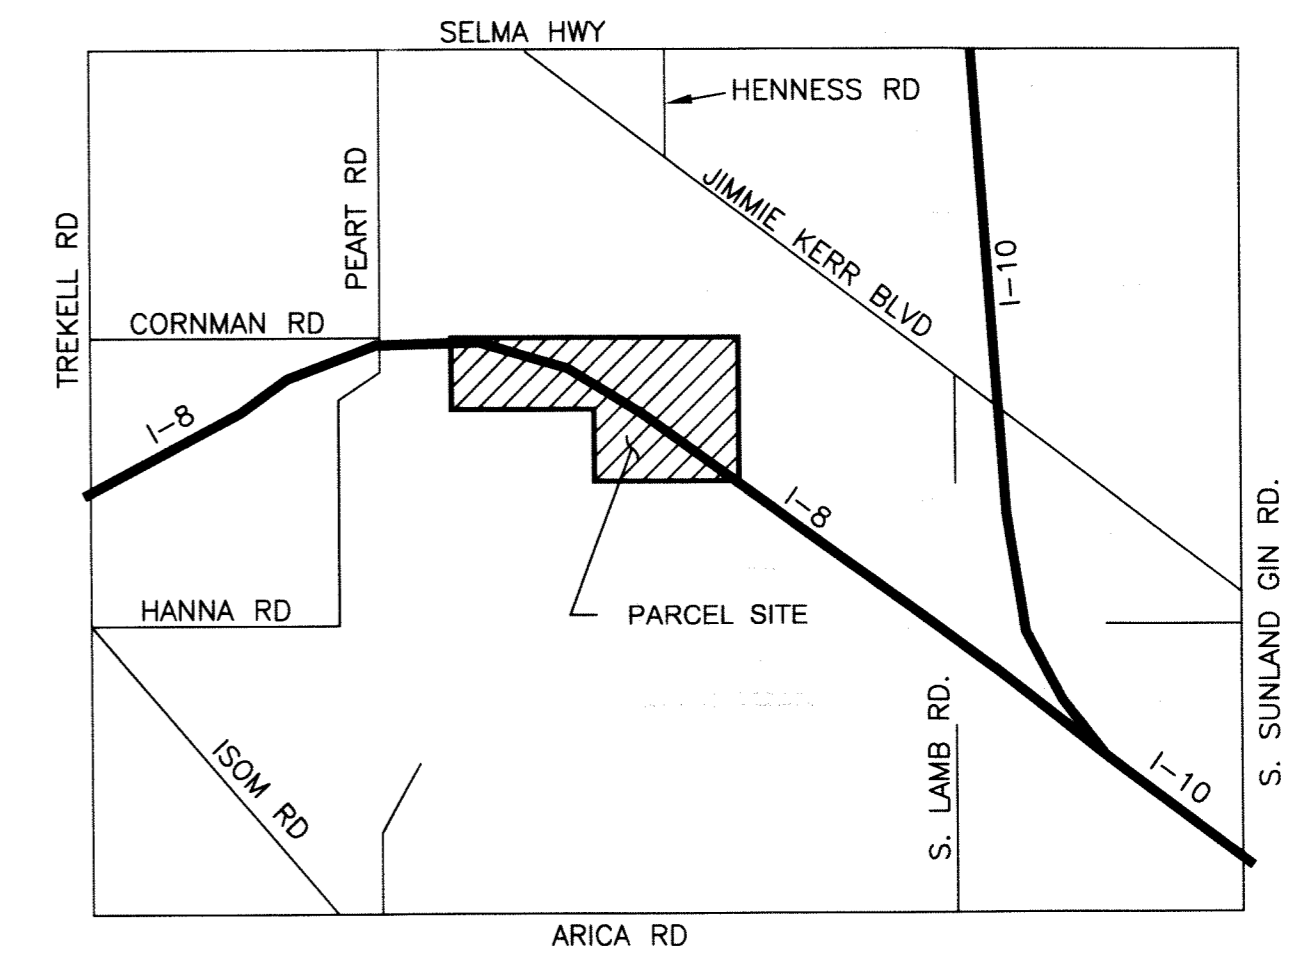 SELMA HWY
HENNESS RD
JIMMIE KERR BLVD
PEART RD
TREKELL RD
I-10
CORNMAN RD
I-8
I-8
S. SUNLAND GIN RD.
HANNA RD
PARCEL SITE
ISOM RD
S. LAMB RD.
I-10
ARICA RD